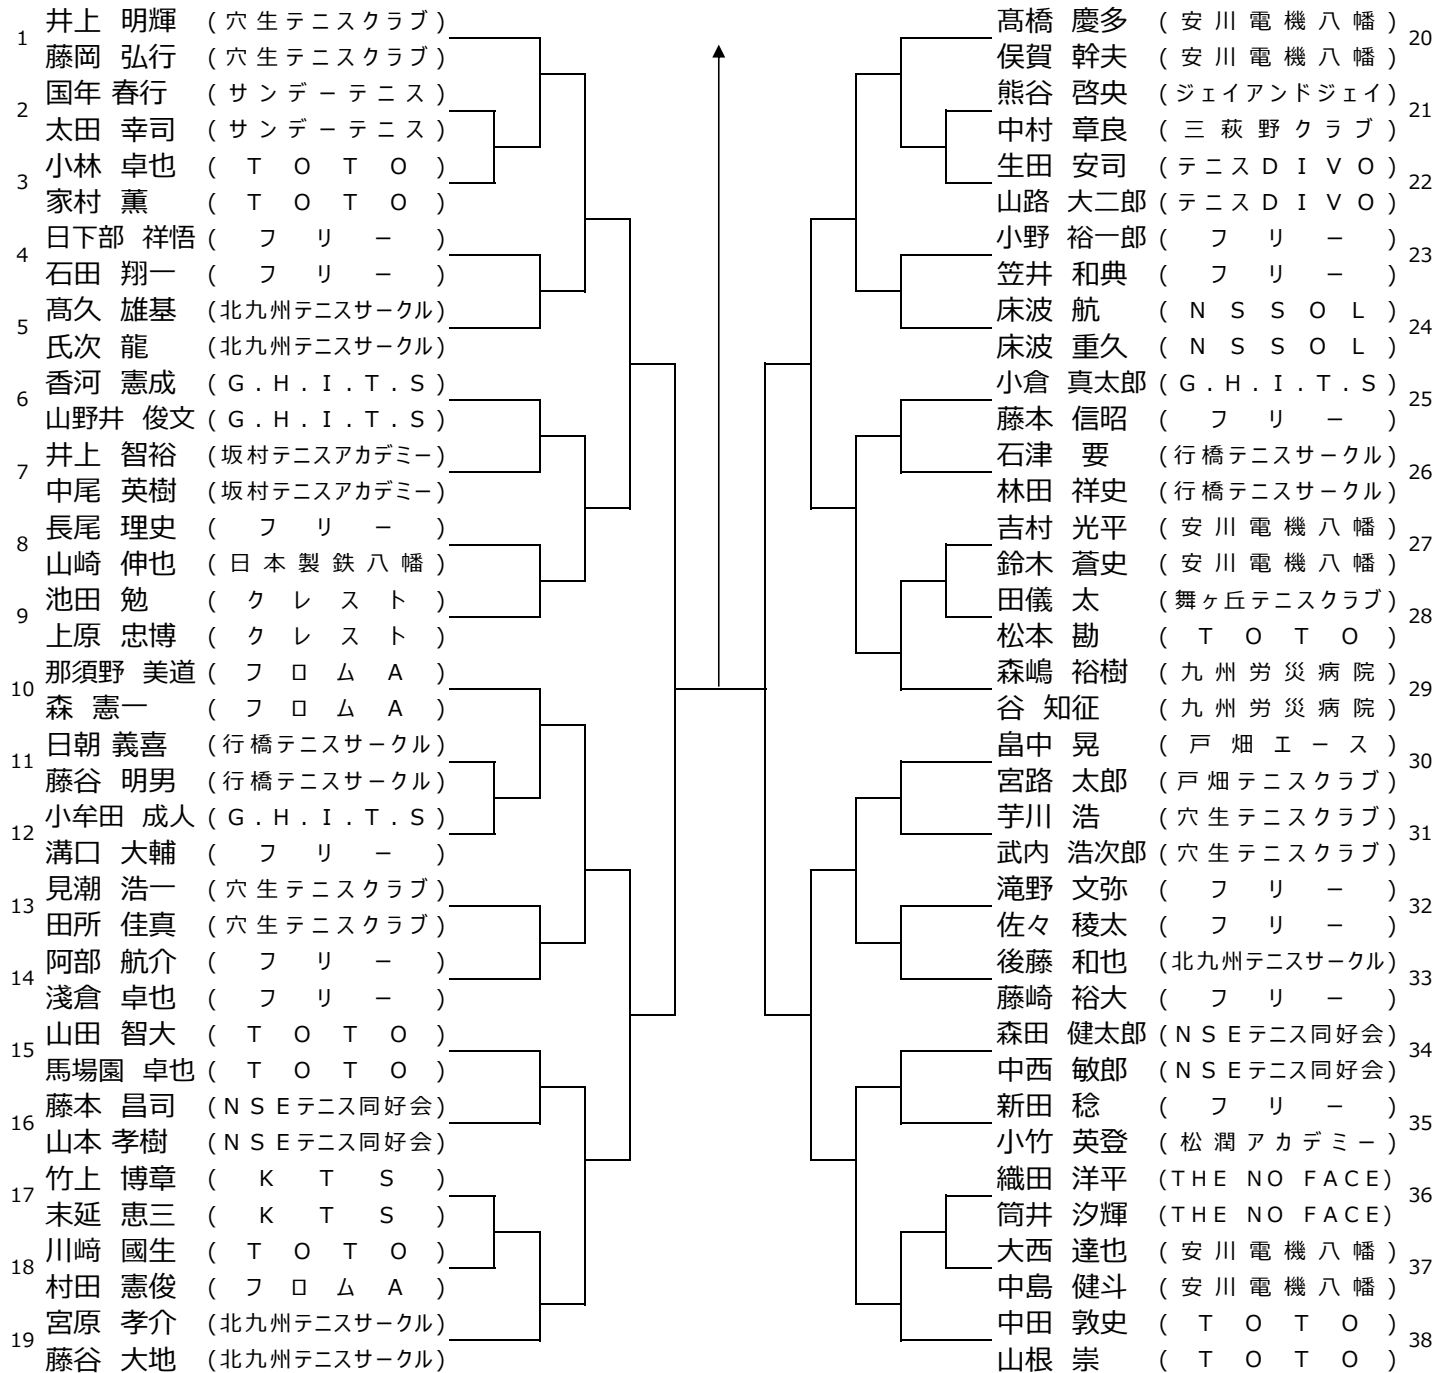 1 井上 明輝 (穴生テニスクラブ)
藤岡 弘行 (穴生テニスクラブ)
2 国年 春行 (サンデーテニス)
太田 幸司 (サンデーテニス)
3 小林 卓也 (TOTO)
家村 薫 (TOTO)
4 日下部 祥悟 (フリー)
石田 翔一 (フリー)
5 髙久 雄基 (北九州テニスサークル)
氏次 龍 (北九州テニスサークル)
6 香河 憲成 (G.H.I.T.S)
山野井 俊文 (G.H.I.T.S)
7 井上 智裕 (坂村テニスアカデミー)
中尾 英樹 (坂村テニスアカデミー)
8 長尾 理史 (フリー)
山崎 伸也 (日本製鉄八幡)
9 池田 勉 (クレスト)
上原 忠博 (クレスト)
10 那須野 美道 (フロムA)
森 憲一 (フロムA)
11 日朝 義喜 (行橋テニスサークル)
藤谷 明男 (行橋テニスサークル)
12 小牟田 成人 (G.H.I.T.S)
溝口 大輔 (フリー)
13 見潮 浩一 (穴生テニスクラブ)
田所 佳真 (穴生テニスクラブ)
14 阿部 航介 (フリー)
淺倉 卓也 (フリー)
15 山田 智大 (TOTO)
馬場園 卓也 (TOTO)
16 藤本 昌司 (NSEテニス同好会)
山本 孝樹 (NSEテニス同好会)
17 竹上 博章 (KTS)
末延 恵三 (KTS)
18 川﨑 國生 (TOTO)
村田 憲俊 (フロムA)
19 宮原 孝介 (北九州テニスサークル)
藤谷 大地 (北九州テニスサークル)
髙橋 慶多 (安川電機八幡) 20
俣賀 幹夫 (安川電機八幡)
熊谷 啓央 (ジェイアンドジェイ) 21
中村 章良 (三萩野クラブ)
生田 安司 (テニスDIVO) 22
山路 大二郎 (テニスDIVO)
小野 裕一郎 (フリー) 23
笠井 和典 (フリー)
床波 航 (NSSOL) 24
床波 重久 (NSSOL)
小倉 真太郎 (G.H.I.T.S) 25
藤本 信昭 (フリー)
石津 要 (行橋テニスサークル) 26
林田 祥史 (行橋テニスサークル)
吉村 光平 (安川電機八幡) 27
鈴木 蒼史 (安川電機八幡)
田儀 太 (舞ヶ丘テニスクラブ) 28
松本 勘 (TOTO)
森嶋 裕樹 (九州労災病院) 29
谷 知征 (九州労災病院)
畠中 晃 (戸畑エース) 30
宮路 太郎 (戸畑テニスクラブ)
芋川 浩 (穴生テニスクラブ) 31
武内 浩次郎 (穴生テニスクラブ)
滝野 文弥 (フリー) 32
佐々 稜太 (フリー)
後藤 和也 (北九州テニスサークル) 33
藤崎 裕大 (フリー)
森田 健太郎 (NSEテニス同好会) 34
中西 敏郎 (NSEテニス同好会)
新田 稔 (フリー) 35
小竹 英登 (松潤アカデミー)
織田 洋平 (THE NO FACE) 36
筒井 汐輝 (THE NO FACE)
大西 達也 (安川電機八幡) 37
中島 健斗 (安川電機八幡)
中田 敦史 (TOTO) 38
山根 崇 (TOTO)